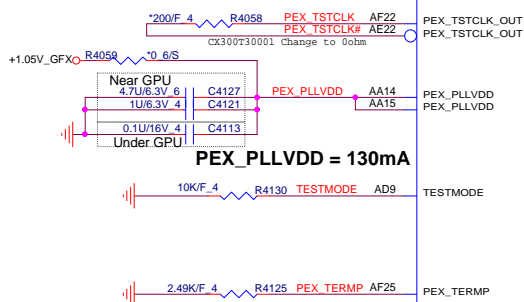 *200/F_4 R4058 PEX_TSTCLK AF22 PEX_TSTCLK_OUT
PEX_TSTCLK# AE22 PEX_TSTCLK_OUT
CX300T30001 Change to 0ohm
+1.05V_GFX R4059 *0_6/S
Near GPU
4.7U/6.3V_6 C4127 PEX_PLLVDD AA14 PEX_PLLVDD
1U/6.3V_4 C4121 AA15 PEX_PLLVDD
0.1U/16V_4 C4113
Under GPU
PEX_PLLVDD = 130mA
10K/F_4 R4130 TESTMODE AD9 TESTMODE
2.49K/F_4 R4125 PEX_TERMP AF25 PEX_TERMP